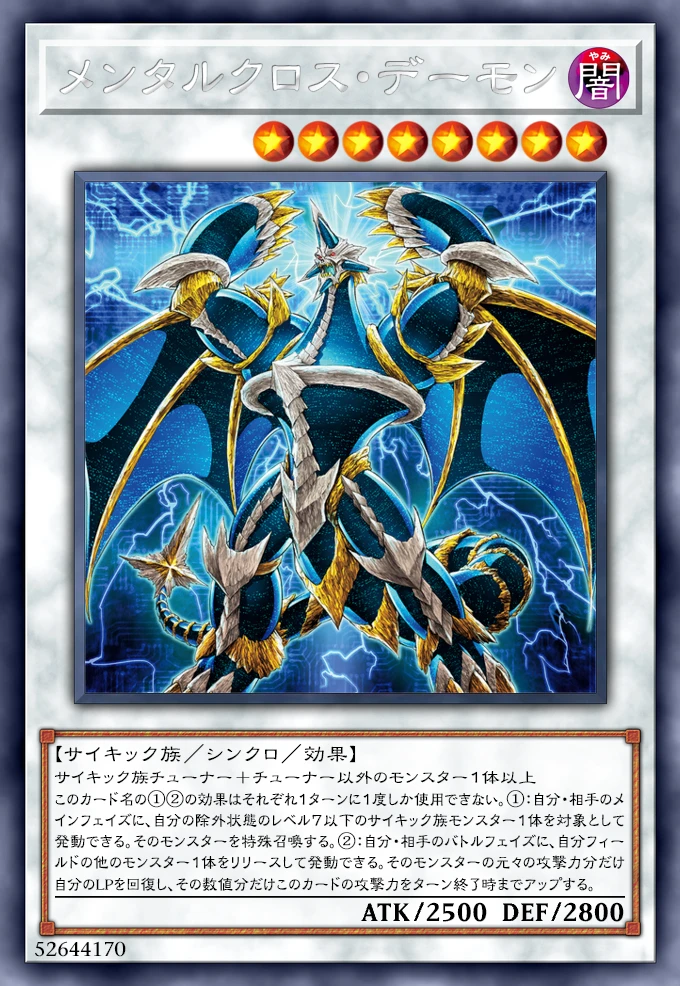 メンタルクロス・デーモン
やみ
闇
【サイキック族／シンクロ／効果】
サイキック族チューナー＋チューナー以外のモンスター１体以上
このカード名の①②の効果はそれぞれ１ターンに１度しか使用できない。①：自分・相手のメ
インフェイズに、自分の除外状態のレベル７以下のサイキック族モンスター１体を対象として
発動できる。そのモンスターを特殊召喚する。②：自分・相手のバトルフェイズに、自分フィー
ルドの他のモンスター１体をリリースして発動できる。そのモンスターの元々の攻撃力分だけ
自分のLPを回復し、その数値分だけこのカードの攻撃力をターン終了時までアップする。
ATK/2500 DEF/2800
52644170